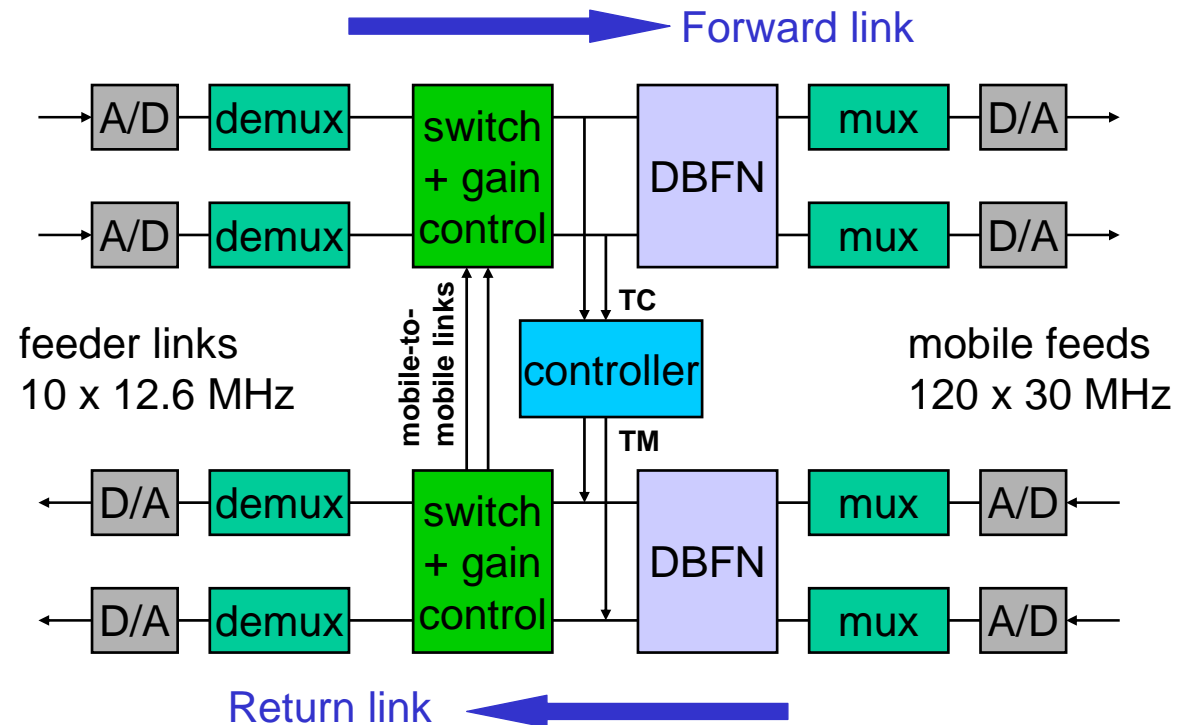 Forward link
A/D
demux
switch
+ gain
control
DBFN
mux
D/A
A/D
demux
mux
D/A
mobile-to-
mobile links
TC
controller
TM
feeder links
10 x 12.6 MHz
mobile feeds
120 x 30 MHz
D/A
demux
switch
+ gain
control
DBFN
mux
A/D
D/A
demux
mux
A/D
Return link